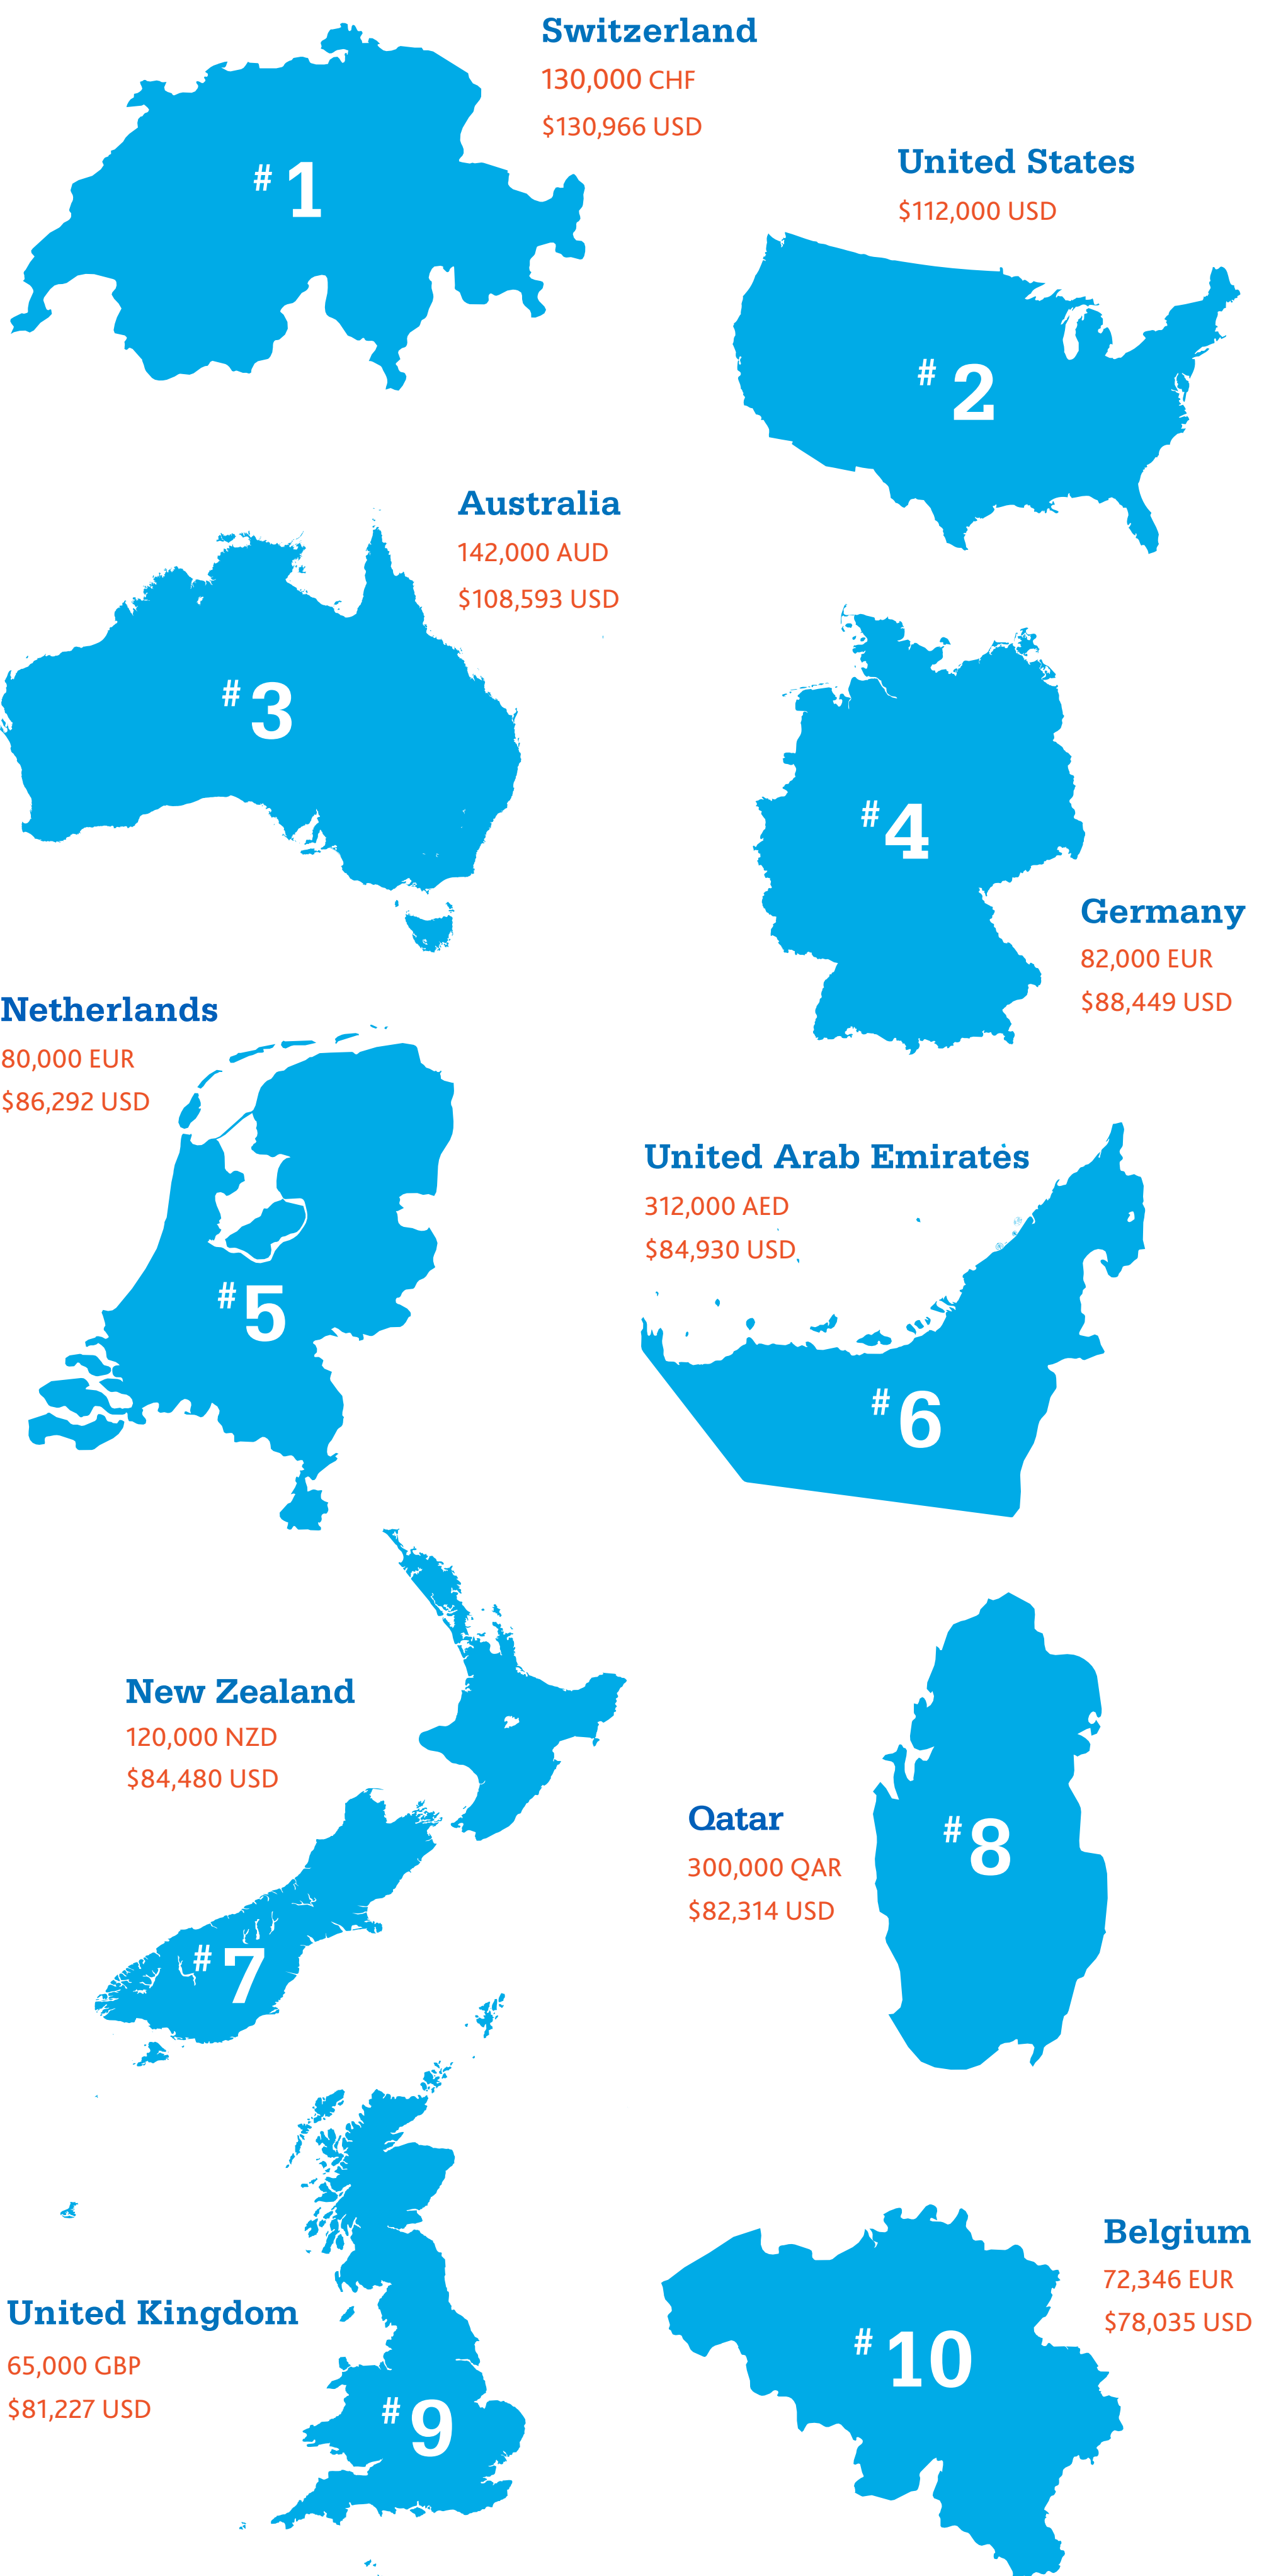 Switzerland
130,000 CHF
$130,966 USD
# 1
United States
$112,000 USD
# 2
Australia
142,000 AUD
$108,593 USD
# 3
# 4
Germany
82,000 EUR
$88,449 USD
Netherlands
80,000 EUR
$86,292 USD
# 5
United Arab Emirates
312,000 AED
$84,930 USD
# 6
New Zealand
120,000 NZD
$84,480 USD
# 7
Qatar
300,000 QAR
$82,314 USD
# 8
United Kingdom
65,000 GBP
$81,227 USD
# 9
Belgium
72,346 EUR
$78,035 USD
# 10